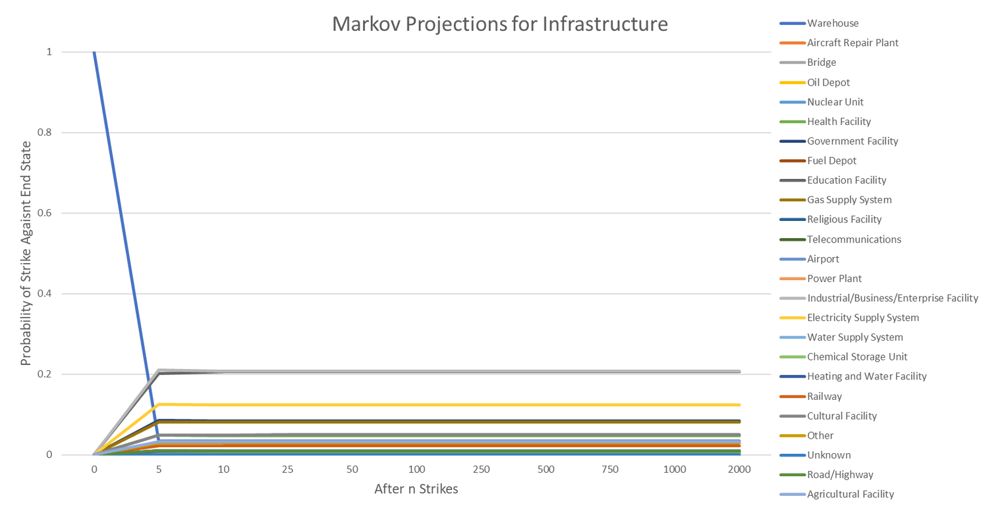 Markov Projections for Infrastructure
Probability of Strike Agaisnt End State
1
0.8
0.6
0.4
0.2
0
0 5 10 25 50 100 250 500 750 1000 2000
After n Strikes
Warehouse
Aircraft Repair Plant
Bridge
Oil Depot
Nuclear Unit
Health Facility
Government Facility
Fuel Depot
Education Facility
Gas Supply System
Religious Facility
Telecommunications
Airport
Power Plant
Industrial/Business/Enterprise Facility
Electricity Supply System
Water Supply System
Chemical Storage Unit
Heating and Water Facility
Railway
Cultural Facility
Other
Unknown
Road/Highway
Agricultural Facility